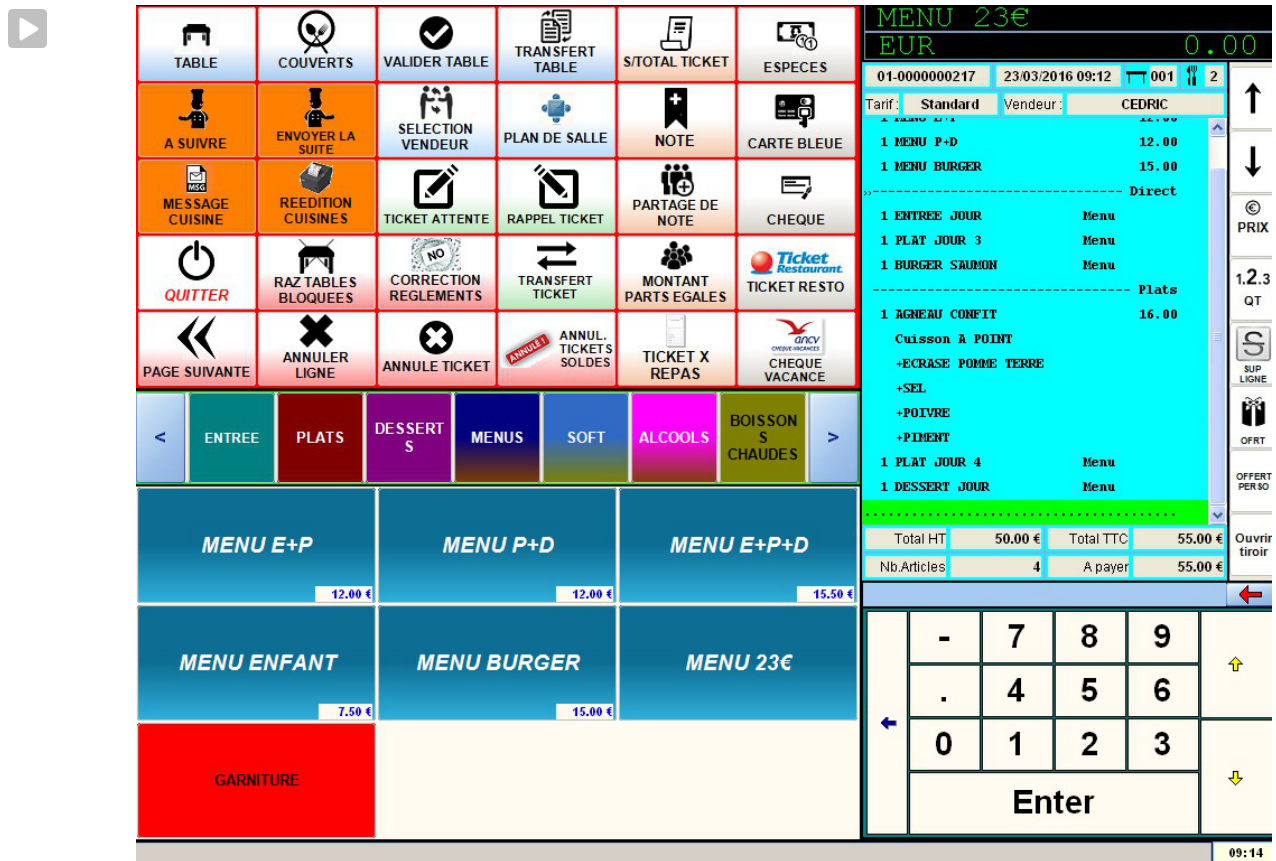 TABLE
COUVERTS
VALIDER TABLE
TRANSFERT
TABLE
S/TOTAL TICKET
ESPECES
A SUIVRE
ENVOYER LA
SUITE
SELECTION
VENDEUR
PLAN DE SALLE
NOTE
CARTE BLEUE
MSG
MESSAGE
CUISINE
REEDITION
CUISINES
TICKET ATTENTE
RAPPEL TICKET
PARTAGE DE
NOTE
CHEQUE
QUITTER
RAZ TABLES
BLOQUEES
NO
CORRECTION
REGLEMENTS
TRANSFERT
TICKET
MONTANT
PARTS EGALES
Ticket
Restaurant
TICKET RESTO
PAGE SUIVANTE
ANNULER
LIGNE
ANNULE TICKET
ANNULE!
ANNUL.
TICKETS
SOLDES
TICKET X
REPAS
ancv
CHEQUE-VACANCES
CHEQUE
VACANCE
<
ENTREE
PLATS
DESSERT
S
MENUS
SOFT
ALCOOLS
BOISSON
S
CHAUDES
>
MENU E+P
12.00 €
MENU P+D
12.00 €
MENU E+P+D
15.50 €
MENU ENFANT
7.50 €
MENU BURGER
15.00 €
MENU 23€
GARNITURE
MENU 23€
EUR 0.00
01-0000000217 23/03/2016 09:12 001 2
Tarif : Standard Vendeur : CEDRIC
1 MENU E+P 12.00
1 MENU P+D 12.00
1 MENU BURGER 15.00
»---------------------------- Direct
1 ENTREE JOUR Menu
1 PLAT JOUR 3 Menu
1 BURGER SAUMON Menu
----------------------------- Plats
1 AGNEAU CONFIT 16.00
Cuisson A POINT
+ECRASE POMME TERRE
+SEL
+POIVRE
+PIMENT
1 PLAT JOUR 4 Menu
1 DESSERT JOUR Menu
Total HT 50.00 € Total TTC 55.00 €
Nb.Articles 4 A payer 55.00 €
€
PRIX
1.2.3
QT
S
SUP
LIGNE
OFRT
OFFERT
PERSO
Ouvrir
tiroir
- 7 8 9
. 4 5 6
0 1 2 3
Enter
09:14